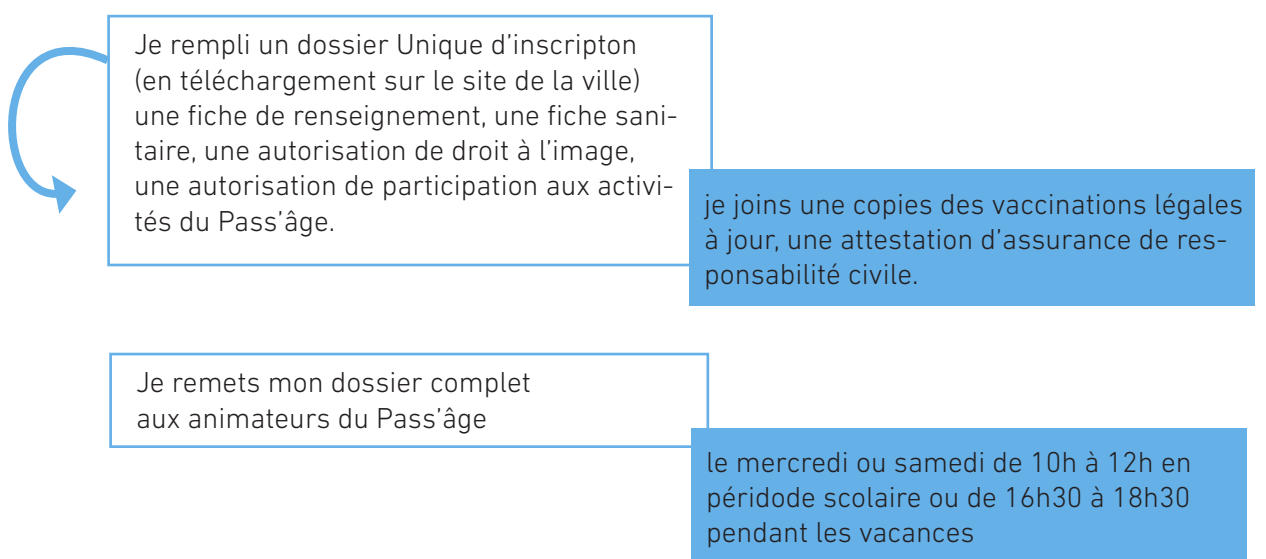 Je rempli un dossier Unique d’inscripton
(en téléchargement sur le site de la ville)
une fiche de renseignement, une fiche sani-
taire, une autorisation de droit à l’image,
une autorisation de participation aux activi-
tés du Pass’âge.
je joins une copies des vaccinations légales
à jour, une attestation d’assurance de res-
ponsabilité civile.
Je remets mon dossier complet
aux animateurs du Pass’âge
le mercredi ou samedi de 10h à 12h en
péridode scolaire ou de 16h30 à 18h30
pendant les vacances